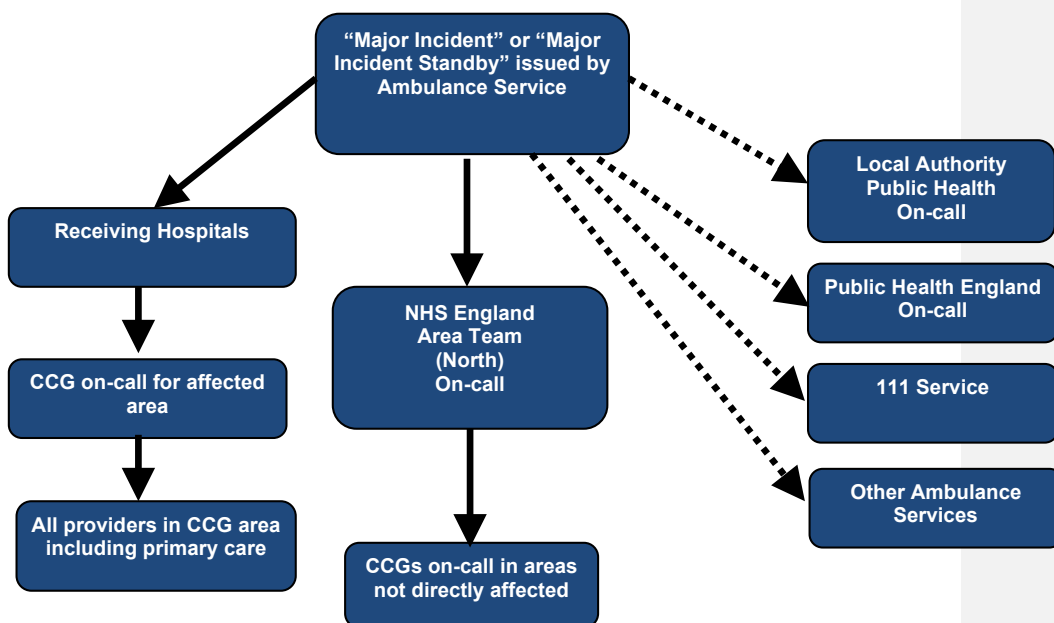 “Major Incident” or “Major
Incident Standby” issued by
Ambulance Service
Local Authority
Public Health
On-call
Receiving Hospitals
Public Health England
On-call
NHS England
Area Team
(North)
On-call
CCG on-call for affected
area
111 Service
Other Ambulance
Services
All providers in CCG area
including primary care
CCGs on-call in areas
not directly affected